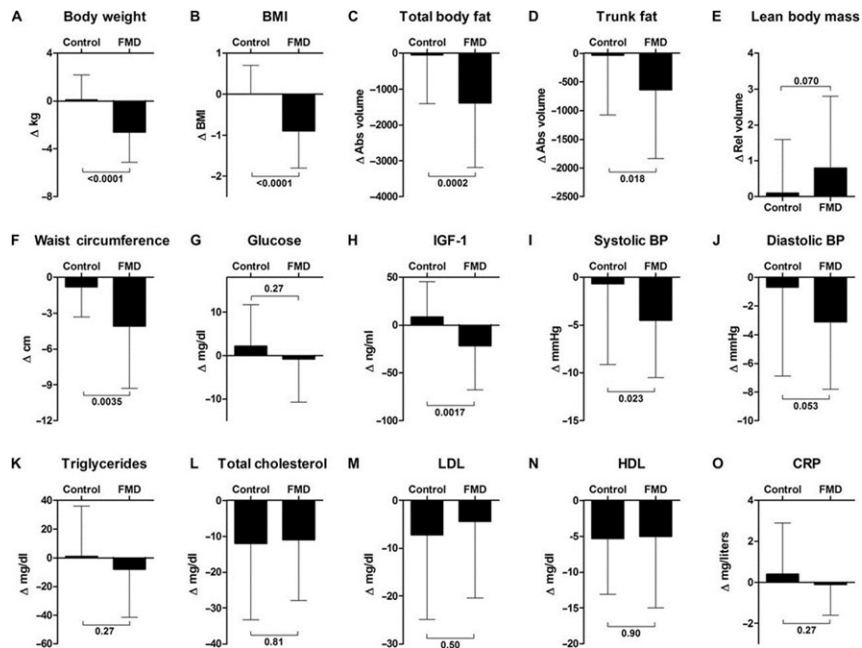 A Body weight
B BMI
C Total body fat
D Trunk fat
E Lean body mass
Control FMD
4
0
−4
−8
Δ kg
<0.0001
Control FMD
1
0
−1
−2
Δ BMI
<0.0001
Control FMD
0
−1000
−2000
−3000
−4000
Δ Abs volume
0.0002
Control FMD
0
−500
−1000
−1500
−2000
−2500
Δ Abs volume
0.018
4
3
2
1
0
Δ Rel volume
0.070
Control FMD
F Waist circumference
G Glucose
H IGF-1
I Systolic BP
J Diastolic BP
Control FMD
0
−3
−6
−9
−12
Δ cm
0.0035
Control FMD
10
0
−10
Δ mg/dl
0.27
Control FMD
50
0
−50
−100
Δ ng/ml
0.0017
Control FMD
0
−5
−10
−15
Δ mmHg
0.023
Control FMD
0
−2
−4
−6
−8
−10
Δ mmHg
0.053
K Triglycerides
L Total cholesterol
M LDL
N HDL
O CRP
Control FMD
40
20
0
−20
−40
−60
Δ mg/dl
0.27
Control FMD
0
−10
−20
−30
−40
Δ mg/dl
0.81
Control FMD
0
−10
−20
−30
Δ mg/dl
0.50
Control FMD
0
−5
−10
−15
−20
Δ mg/dl
0.90
Control FMD
4
2
0
−2
Δ mg/liters
0.27